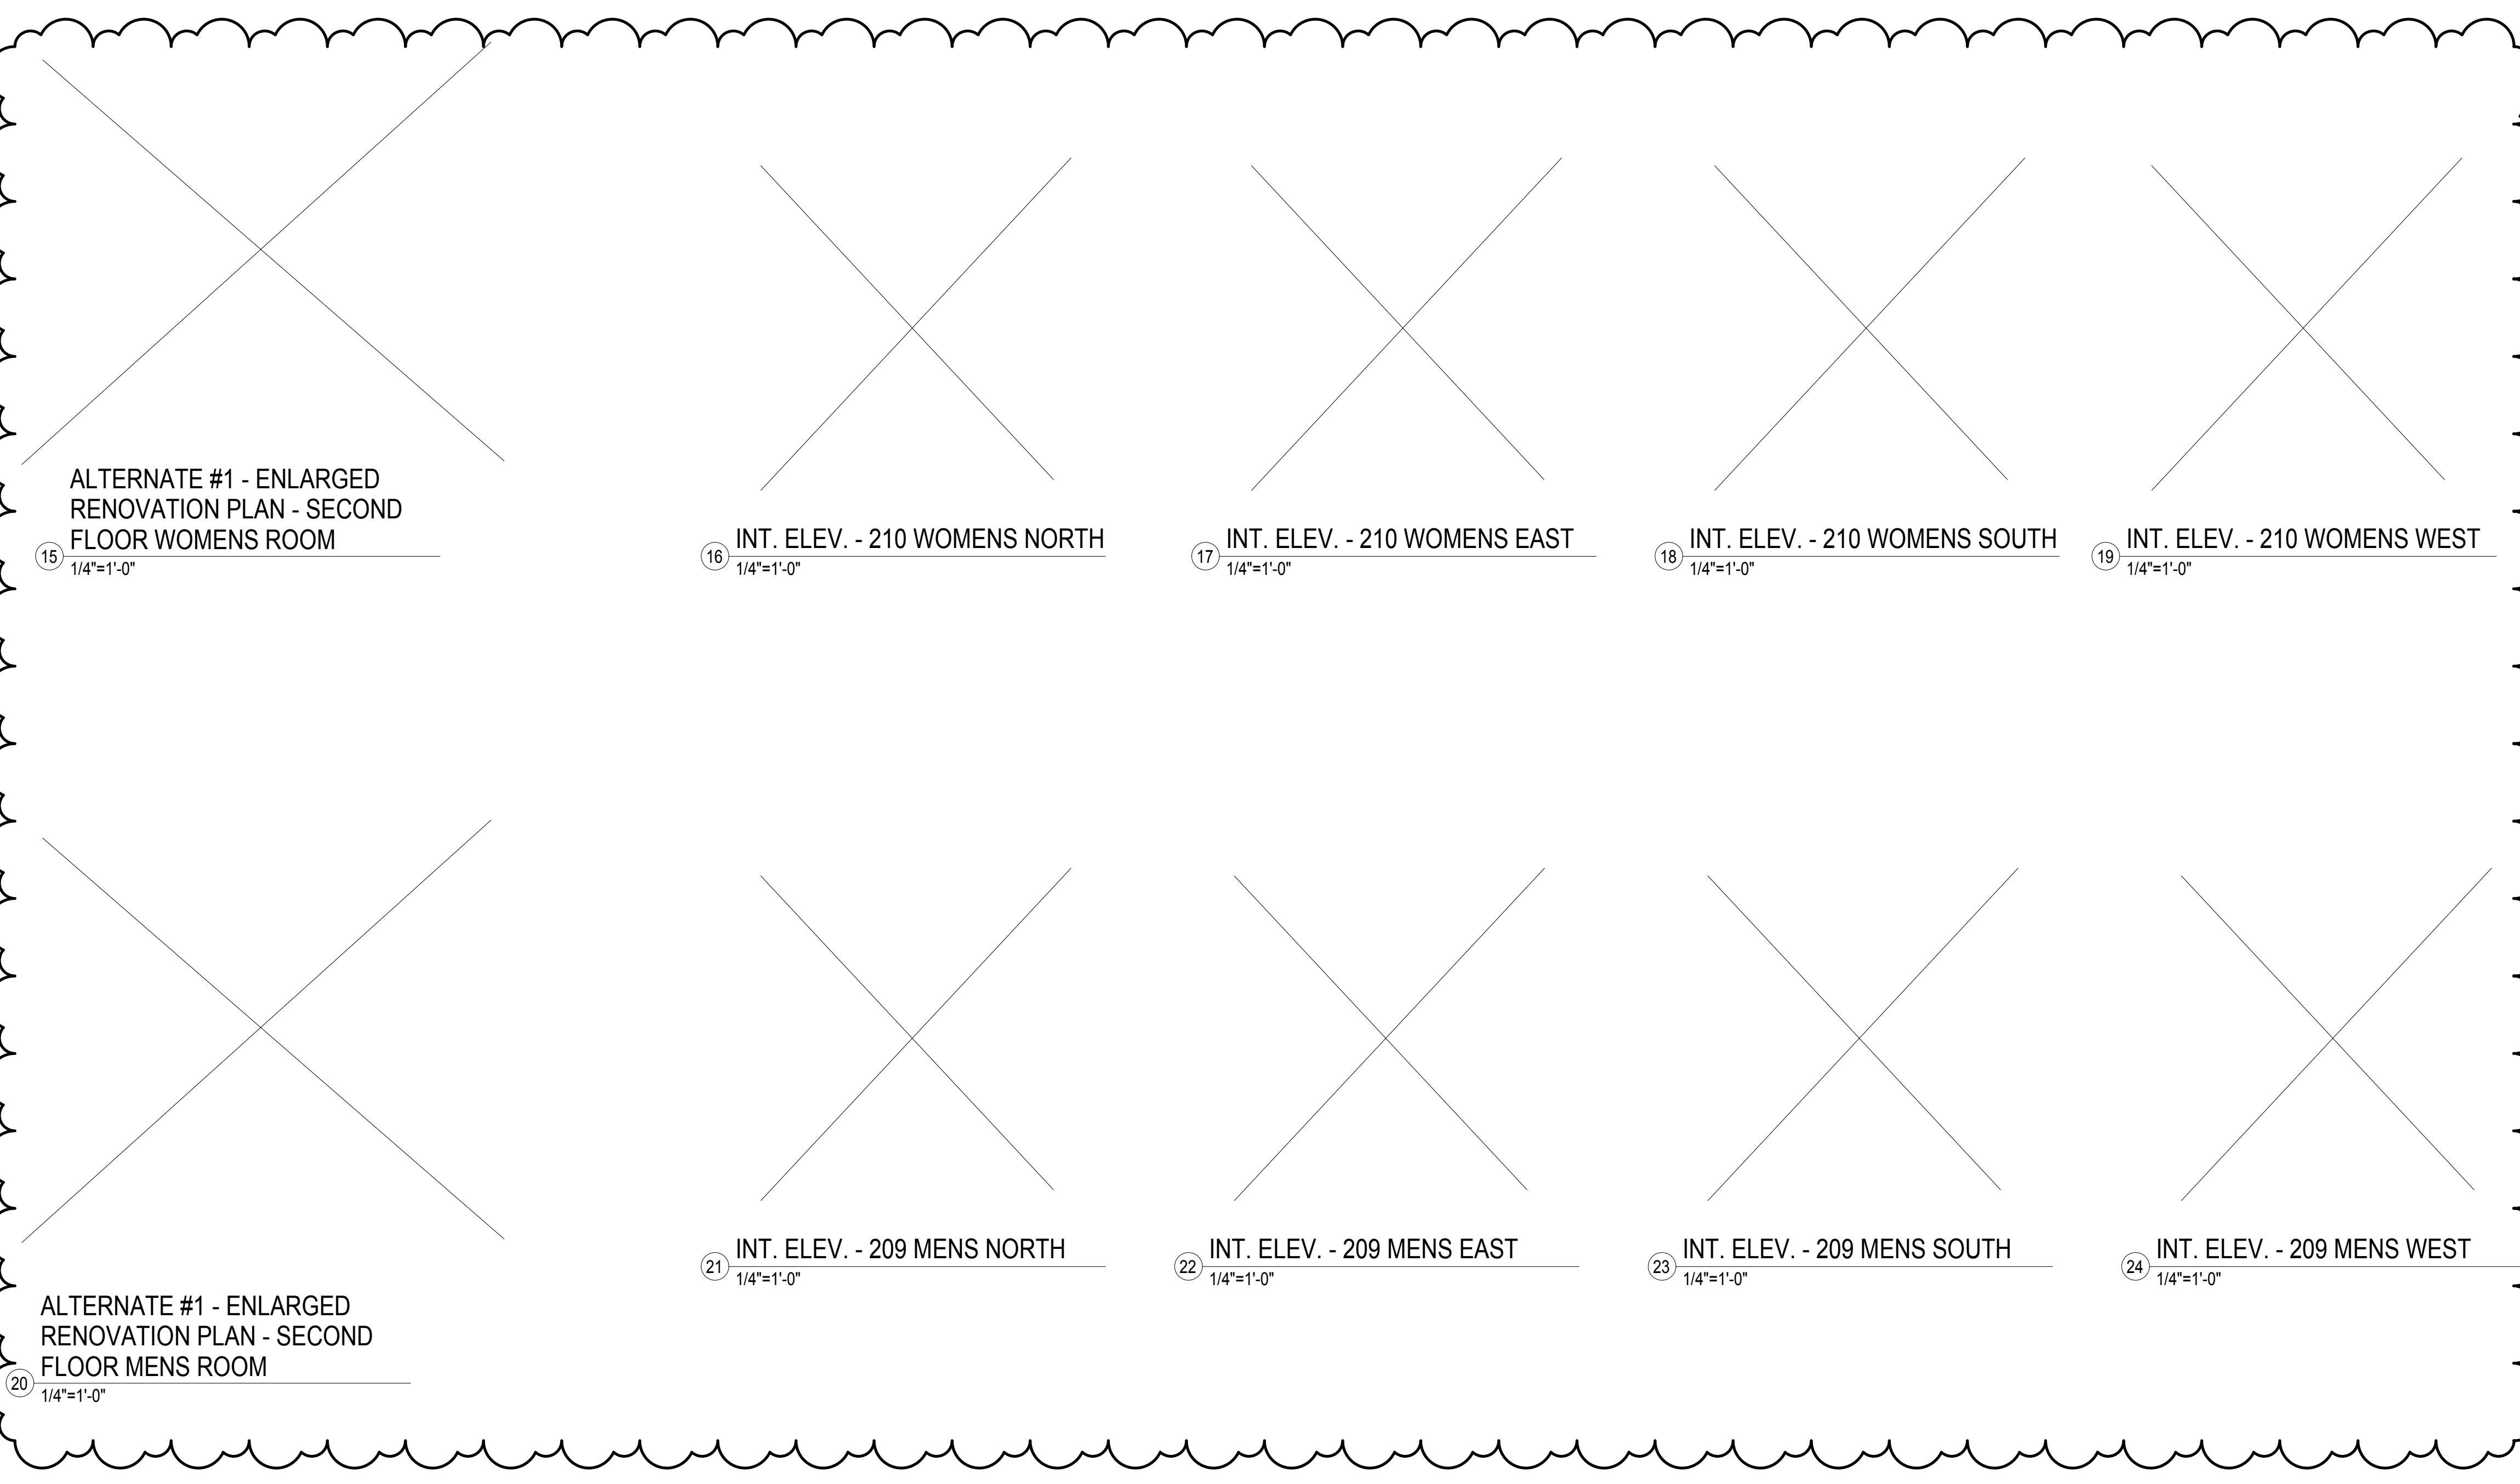 ALTERNATE #1 - ENLARGED
RENOVATION PLAN - SECOND
FLOOR WOMENS ROOM
15
1/4"=1'-0"
INT. ELEV. - 210 WOMENS NORTH
16
1/4"=1'-0"
INT. ELEV. - 210 WOMENS EAST
17
1/4"=1'-0"
INT. ELEV. - 210 WOMENS SOUTH
18
1/4"=1'-0"
INT. ELEV. - 210 WOMENS WEST
19
1/4"=1'-0"
ALTERNATE #1 - ENLARGED
RENOVATION PLAN - SECOND
FLOOR MENS ROOM
20
1/4"=1'-0"
INT. ELEV. - 209 MENS NORTH
21
1/4"=1'-0"
INT. ELEV. - 209 MENS EAST
22
1/4"=1'-0"
INT. ELEV. - 209 MENS SOUTH
23
1/4"=1'-0"
INT. ELEV. - 209 MENS WEST
24
1/4"=1'-0"